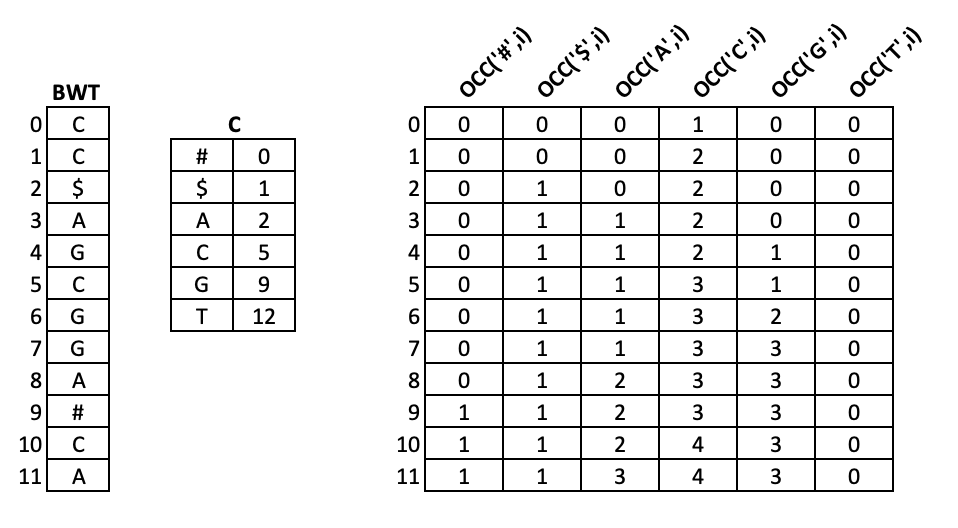 OCC('#',i) OCC('$',i) OCC('A',i) OCC('C',i) OCC('G',i) OCC('T',i)
BWT
0 C C 0 0 0 0 1 0 0
1 C # 0 1 0 0 0 2 0 0
2 $ $ 1 2 0 1 0 2 0 0
3 A A 2 3 0 1 1 2 0 0
4 G C 5 4 0 1 1 2 1 0
5 C G 9 5 0 1 1 3 1 0
6 G T 12 6 0 1 1 3 2 0
7 G 7 0 1 1 3 3 0
8 A 8 0 1 2 3 3 0
9 # 9 1 1 2 3 3 0
10 C 10 1 1 2 4 3 0
11 A 11 1 1 3 4 3 0